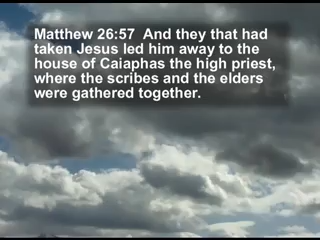 Matthew 26:57  And they that had
taken Jesus led him away to the
house of Caiaphas the high priest,
where the scribes and the elders
were gathered together.